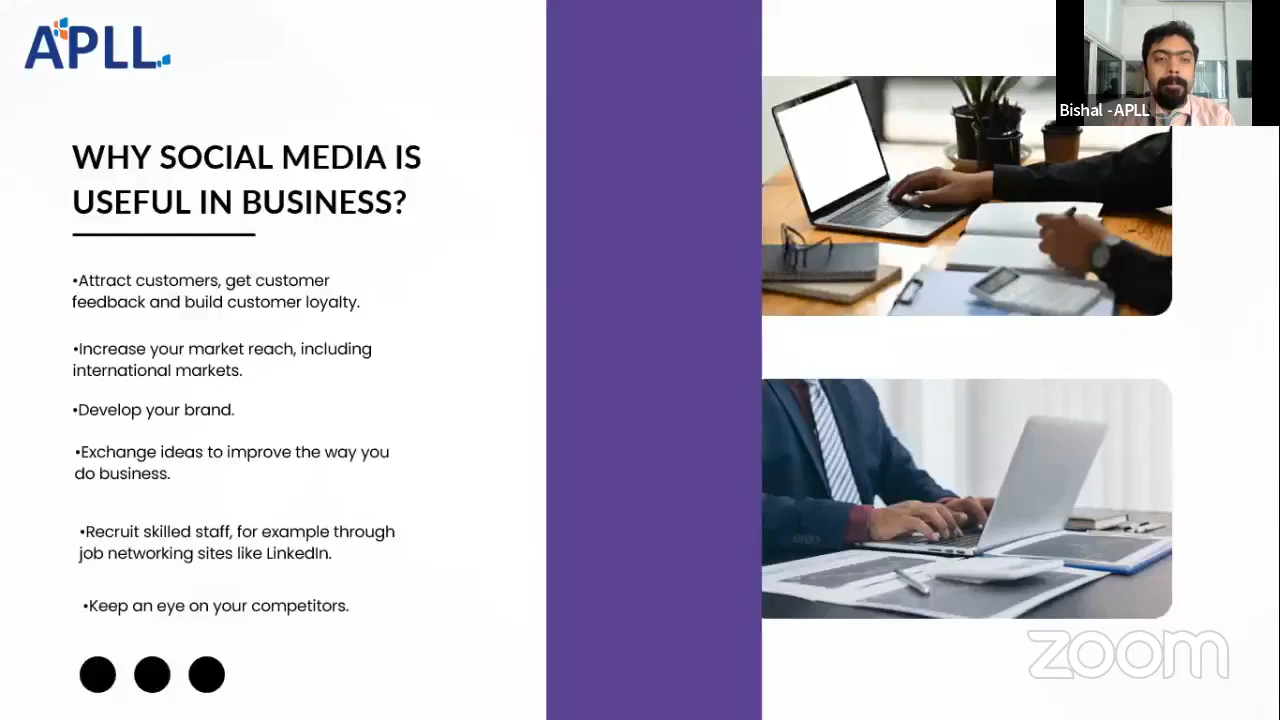 APLL
Bishal -APLL
WHY SOCIAL MEDIA IS
USEFUL IN BUSINESS?
•Attract customers, get customer
feedback and build customer loyalty.
•Increase your market reach, including
international markets.
•Develop your brand.
•Exchange ideas to improve the way you
do business.
•Recruit skilled staff, for example through
job networking sites like LinkedIn.
•Keep an eye on your competitors.
zoom